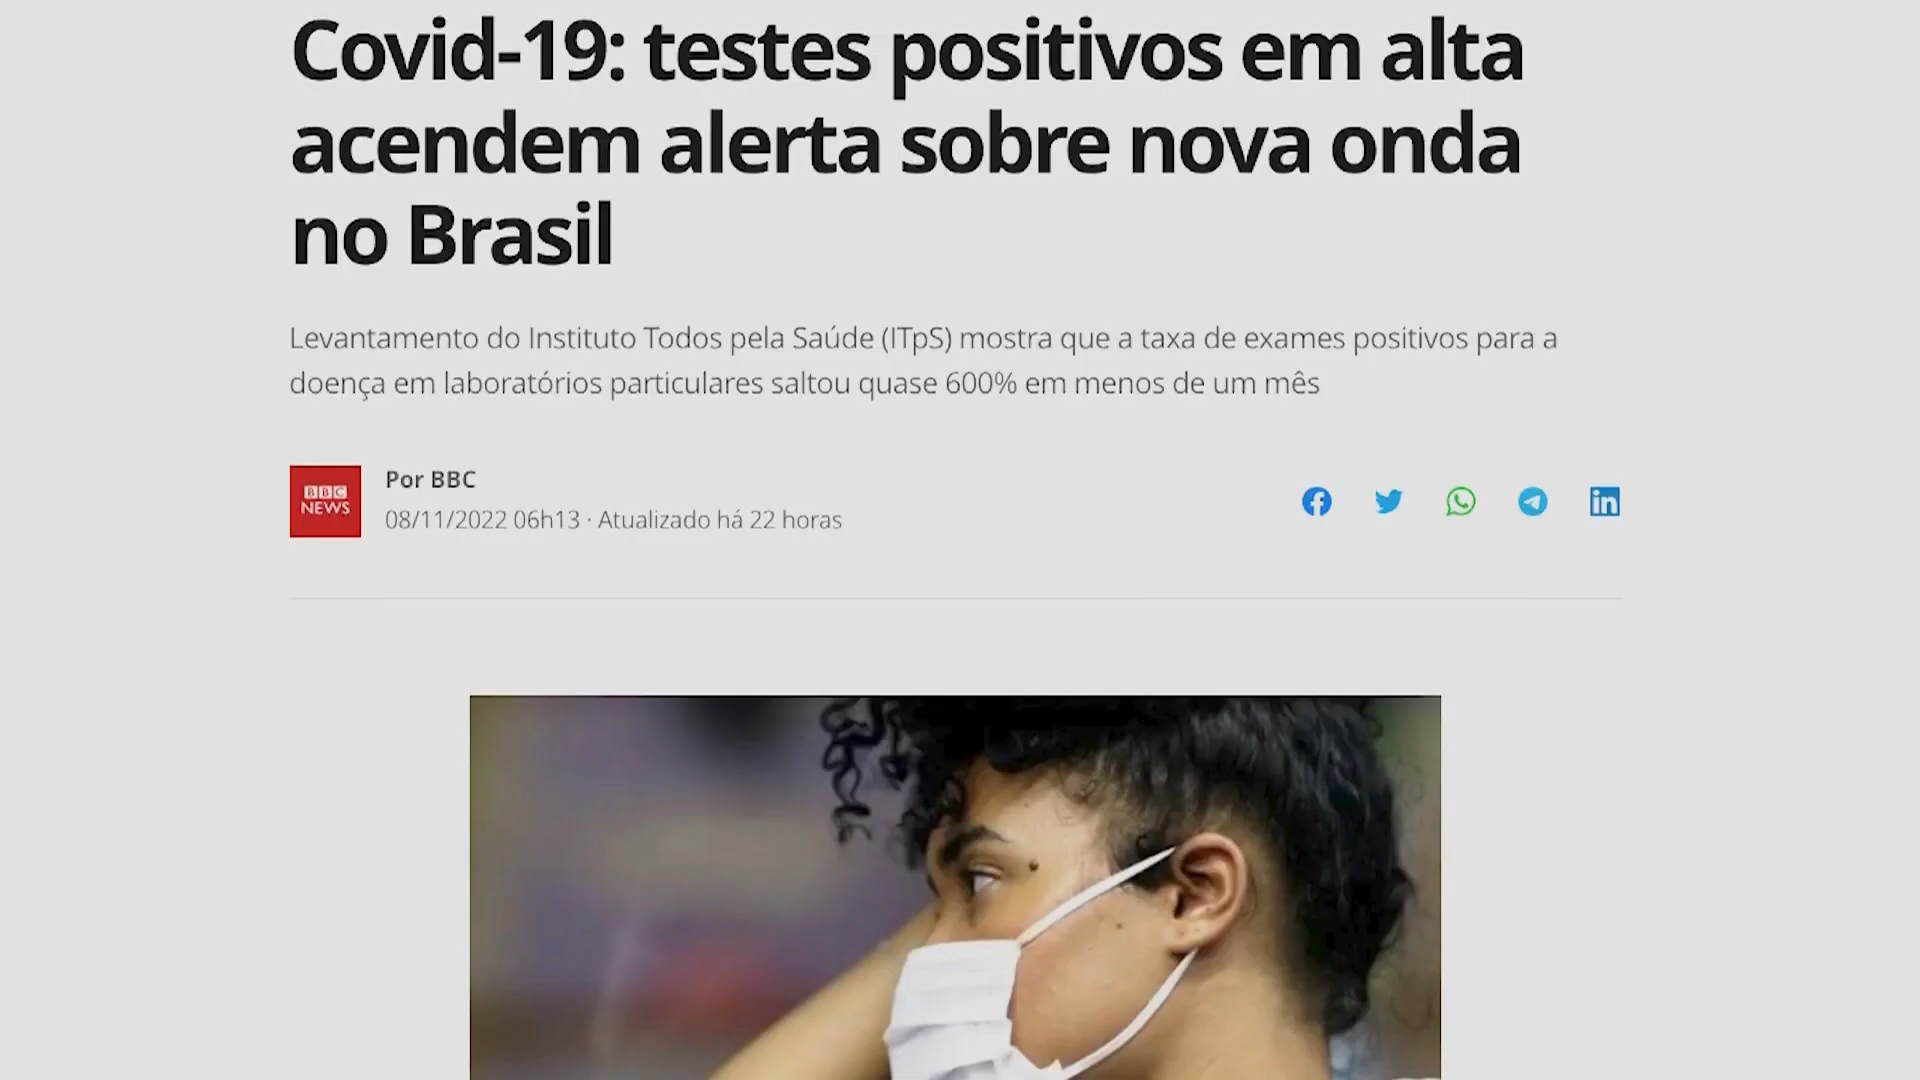 Covid-19: testes positivos em alta
acendem alerta sobre nova onda
no Brasil
Levantamento do Instituto Todos pela Saúde (ITpS) mostra que a taxa de exames positivos para a
doença em laboratórios particulares saltou quase 600% em menos de um mês
BBC
NEWS
Por BBC
08/11/2022 06h13 · Atualizado há 22 horas